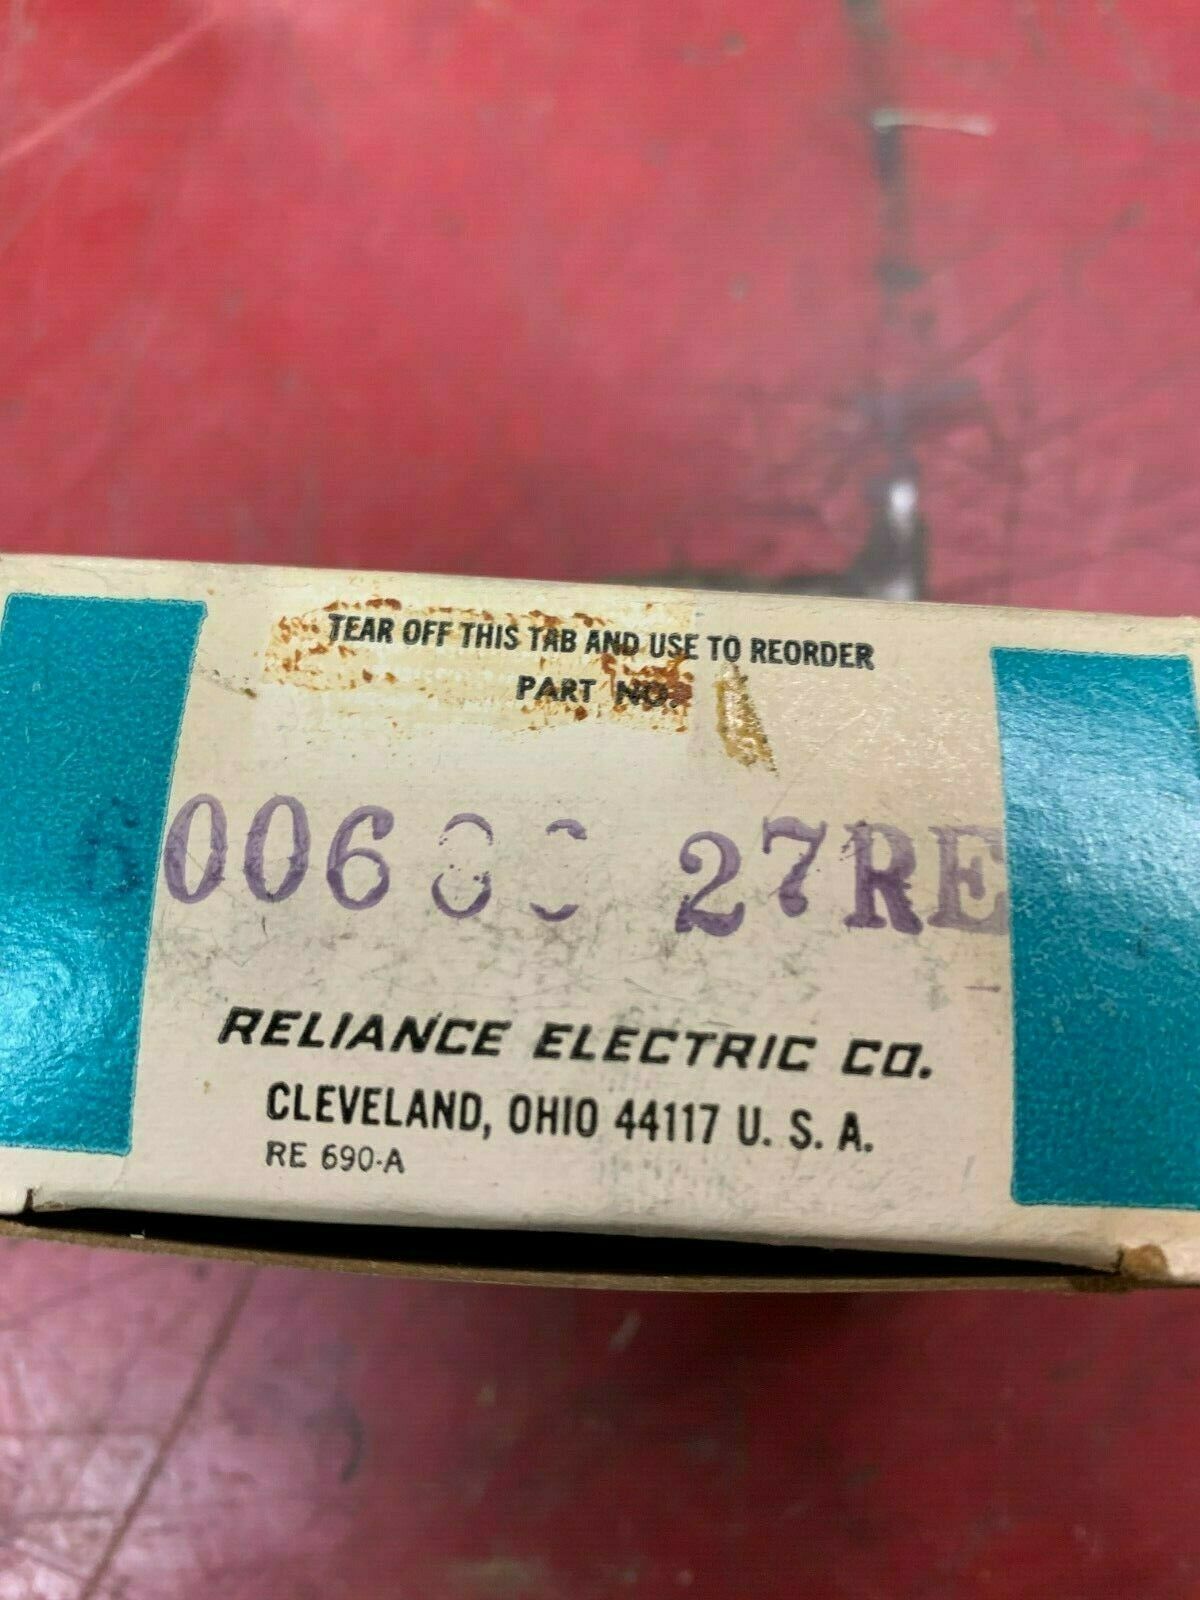 TEAR OFF THIS TAB AND USE TO REORDER
PART NO.
27RE
RELIANCE ELECTRIC CO.
CLEVELAND, OHIO 44117 U. S. A.
RE 690-A